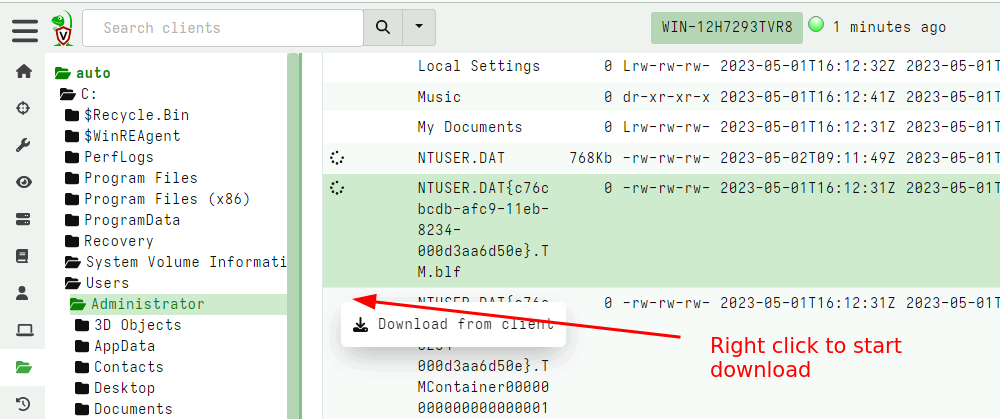 Search clients
WIN-12H7293TVR8 1 minutes ago
auto
C:
$Recycle.Bin
$WinREAgent
PerfLogs
Program Files
Program Files (x86)
ProgramData
Recovery
System Volume Informati
Users
Administrator
3D Objects
AppData
Contacts
Desktop
Documents
Local Settings 0 Lrw-rw-rw- 2023-05-01T16:12:32Z 2023-05-01T
Music 0 dr-xr-xr-x 2023-05-01T16:12:41Z 2023-05-01T
My Documents 0 Lrw-rw-rw- 2023-05-01T16:12:31Z 2023-05-01T
NTUSER.DAT 768Kb -rw-rw-rw- 2023-05-02T09:11:49Z 2023-05-01T
NTUSER.DAT{c76c 0 -rw-rw-rw- 2023-05-01T16:12:31Z 2023-05-01T
bcdb-afc9-11eb-
8234-
000d3aa6d50e}.T
M.blf
NTUSER.DAT{c76c 0 -rw-rw-rw- 2023-05-01T16:12:31Z 2023-05-01T
Download from client
000d3aa6d50e}.T
MContainer00000
000000000000001
Right click to start
download